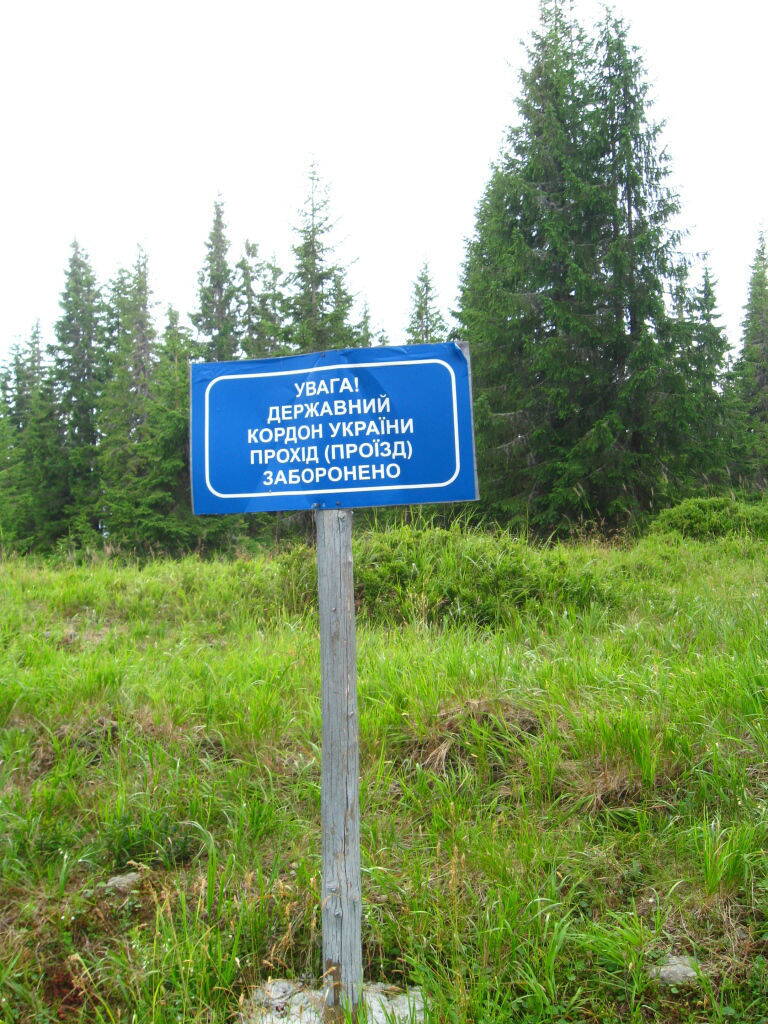 УВАГА!
ДЕРЖАВНИЙ
КОРДОН УКРАЇНИ
ПРОХІД (ПРОЇЗД)
ЗАБОРОНЕНО